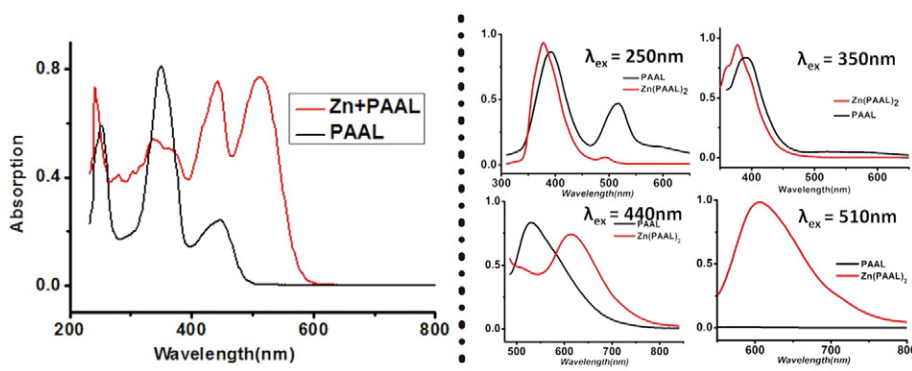 Absorption
0.8
0.4
0.0
Zn+PAAL
PAAL
200 400 600 800
Wavelength(nm)
1.0
0.5
0.0
λex = 250nm
PAAL
Zn(PAAL)2
300 400 500 600
Wavelength(nm)
1.0
0.5
0.0
λex = 350nm
Zn(PAAL)2
PAAL
400 500 600
Wavelength(nm)
1.0
0.5
0.0
λex = 440nm
PAAL
Zn(PAAL)2
500 600 700 800
Wavelength(nm)
1.0
0.5
0.0
λex = 510nm
PAAL
Zn(PAAL)2
600 700 800
Wavelength(nm)